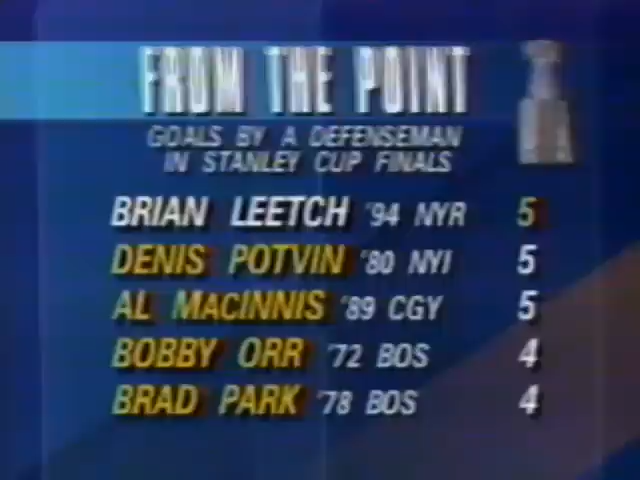 FROM THE POINT
GOALS BY A DEFENSEMAN
IN STANLEY CUP FINALS
BRIAN LEETCH '94 NYR 5
DENIS POTVIN '80 NYI 5
AL MACINNIS '89 CGY 5
BOBBY ORR '72 BOS 4
BRAD PARK '78 BOS 4